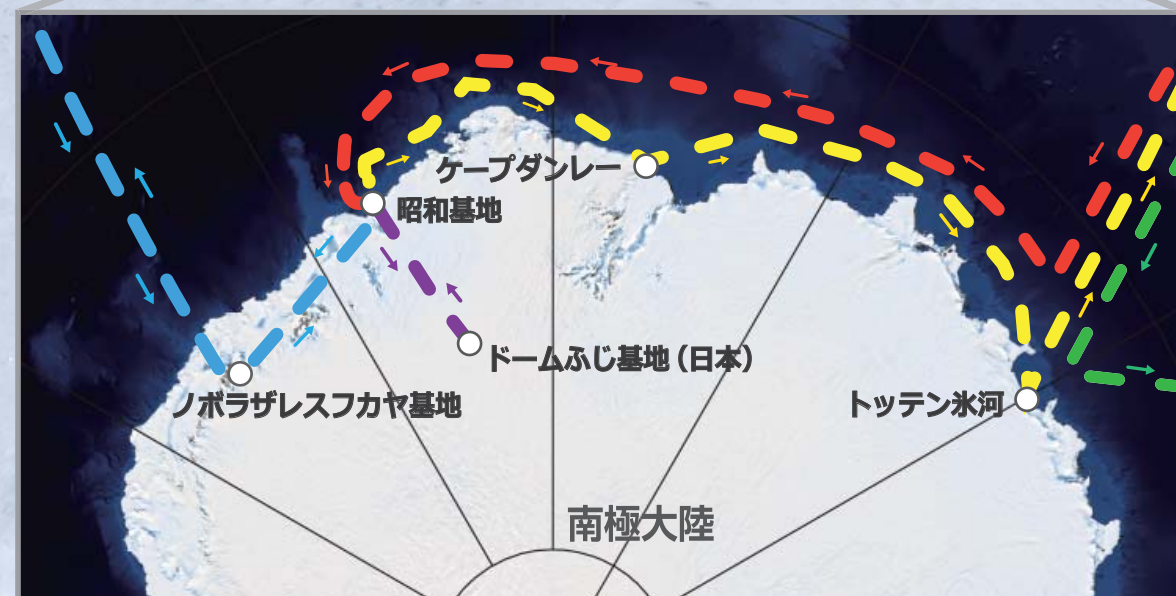 ケープダンレー
昭和基地
ドームふじ基地（日本）
ノボラザレスフカヤ基地
トッテン氷河
南極大陸